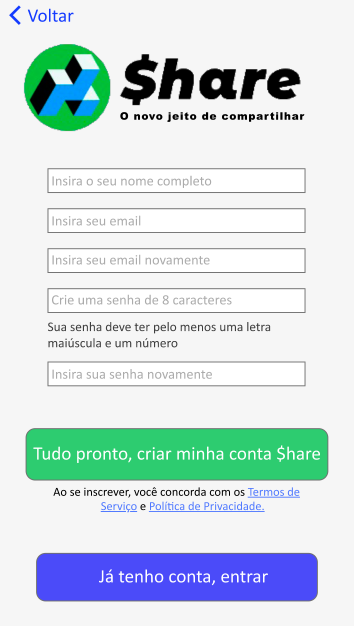 Voltar
$hare
O novo jeito de compartilhar
Insira o seu nome completo
Insira seu email
Insira seu email novamente
Crie uma senha de 8 caracteres
Sua senha deve ter pelo menos uma letra
maiúscula e um número
Insira sua senha novamente
Tudo pronto, criar minha conta $hare
Ao se inscrever, você concorda com os Termos de
Serviço e Política de Privacidade.
Já tenho conta, entrar